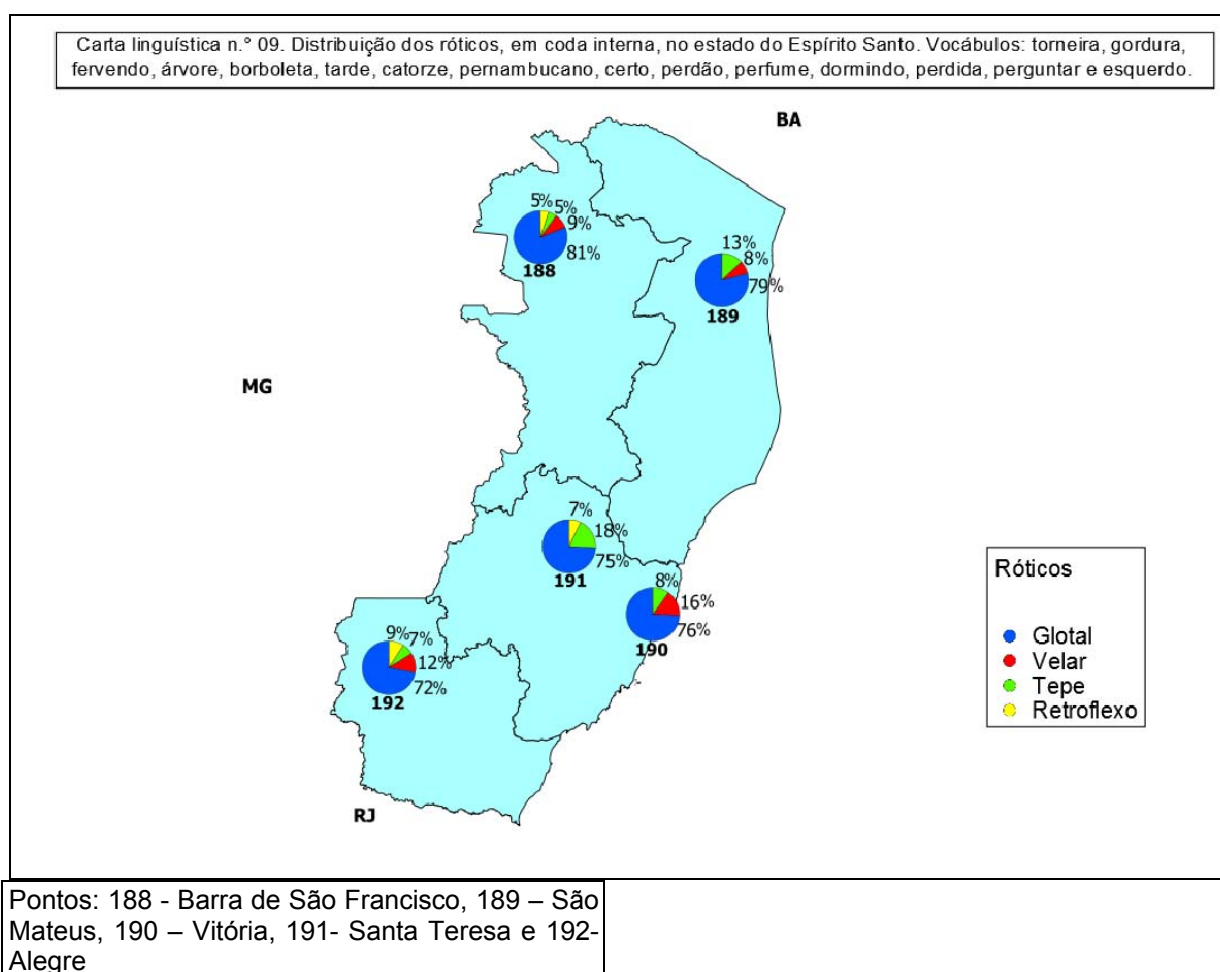 Carta linguística n.° 09. Distribuição dos róticos, em coda interna, no estado do Espírito Santo. Vocábulos: torneira, gordura,
fervendo, árvore, borboleta, tarde, catorze, pernambucano, certo, perdão, perfume, dormindo, perdida, perguntar e esquerdo.
BA
5%
5%
9%
81%
188
13%
8%
79%
189
MG
7%
18%
75%
191
8%
16%
76%
190
9%
7%
12%
72%
192
RJ
Róticos
Glotal
Velar
Tepe
Retroflexo
Pontos: 188 - Barra de São Francisco, 189 – São
Mateus, 190 – Vitória, 191- Santa Teresa e 192-
Alegre